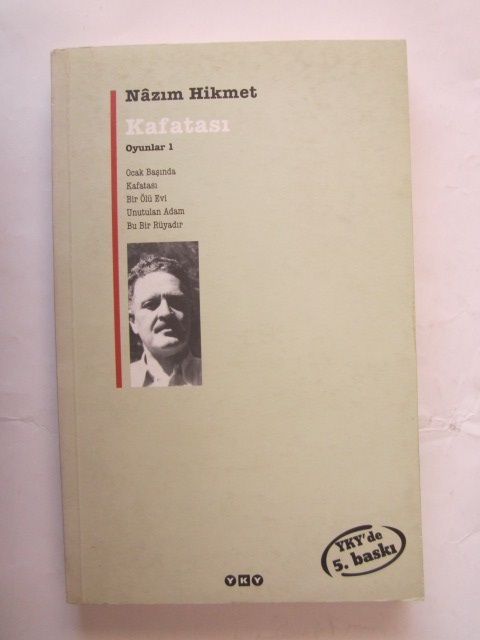 Nâzım Hikmet
Kafatası
Oyunlar 1
Ocak Başında
Kafatası
Bir Ölü Evi
Unutulan Adam
Bu Bir Rüyadır
YKY'de
5. baskı
YKY